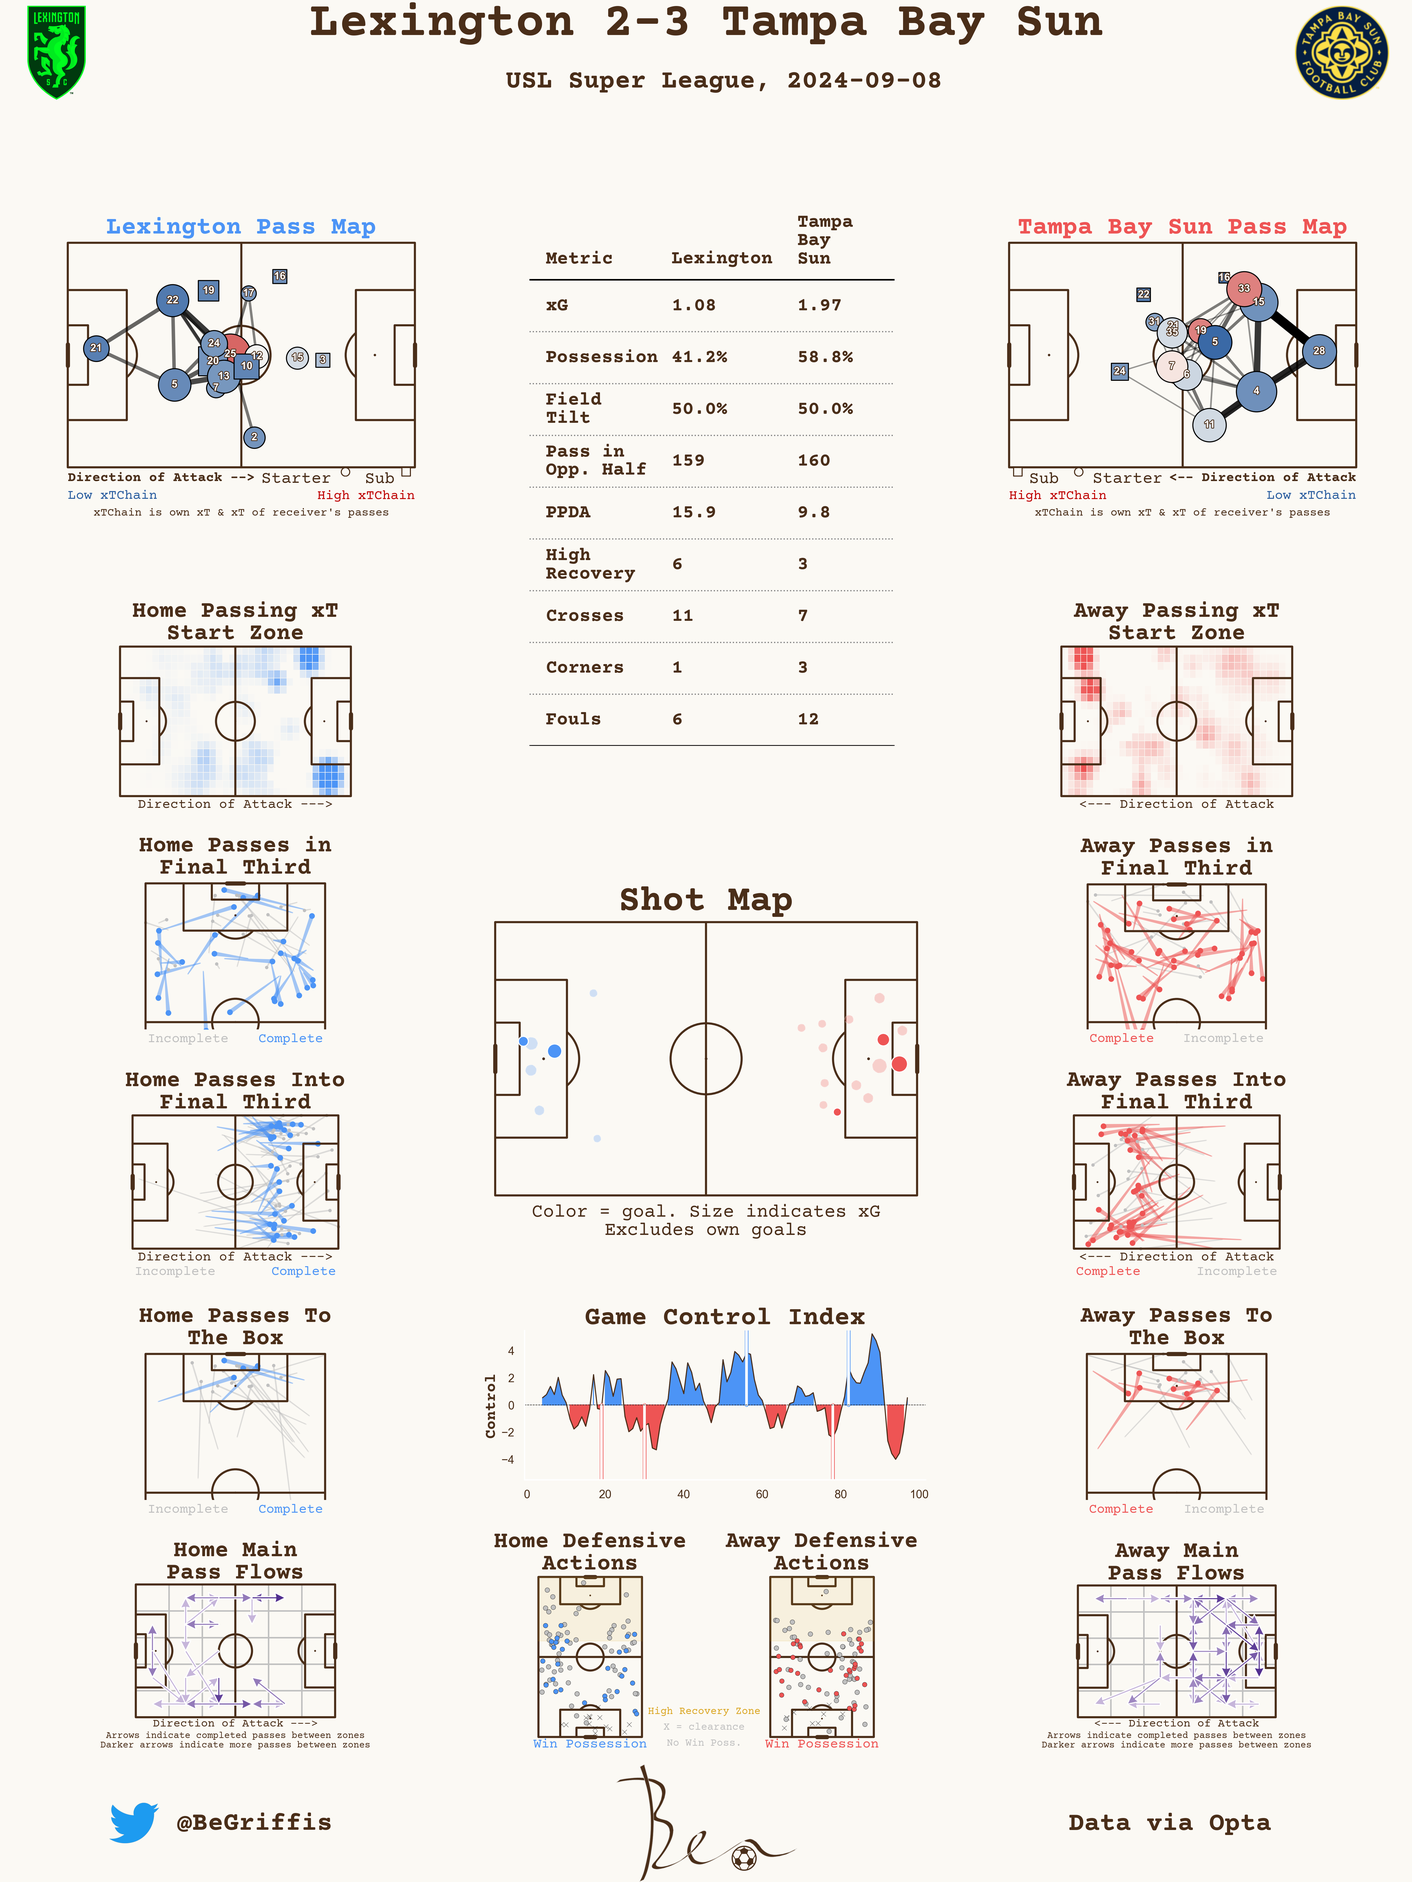 Lexington 2-3 Tampa Bay Sun
USL Super League, 2024-09-08
LEXINGTON
S C
TAMPA BAY SUN
FOOTBALL CLUB
Lexington Pass Map
19
16
17
22
24
21
25
12
15
3
20
10
13
5
7
2
Direction of Attack --> Starter Sub
Low xTChain High xTChain
xTChain is own xT & xT of receiver's passes
Metric Lexington Tampa
Bay
Sun
xG 1.08 1.97
Possession 41.2% 58.8%
Field
Tilt 50.0% 50.0%
Pass in
Opp. Half 159 160
PPDA 15.9 9.8
High
Recovery 6 3
Crosses 11 7
Corners 1 3
Fouls 6 12
Tampa Bay Sun Pass Map
16
33
22
15
31
21
35
19
5
28
7
6
24
4
11
Sub Starter <-- Direction of Attack
High xTChain Low xTChain
xTChain is own xT & xT of receiver's passes
Home Passing xT
Start Zone
Direction of Attack --->
Away Passing xT
Start Zone
<--- Direction of Attack
Home Passes in
Final Third
Incomplete Complete
Away Passes in
Final Third
Complete Incomplete
Shot Map
Color = goal. Size indicates xG
Excludes own goals
Home Passes Into
Final Third
Direction of Attack --->
Incomplete Complete
Away Passes Into
Final Third
<--- Direction of Attack
Complete Incomplete
Home Passes To
The Box
Incomplete Complete
Game Control Index
Control
4
2
0
−2
−4
0 20 40 60 80 100
Away Passes To
The Box
Complete Incomplete
Home Main
Pass Flows
Direction of Attack --->
Arrows indicate completed passes between zones
Darker arrows indicate more passes between zones
Home Defensive
Actions
Win Possession
Away Defensive
Actions
Win Possession
High Recovery Zone
X = clearance
No Win Poss.
Away Main
Pass Flows
<--- Direction of Attack
Arrows indicate completed passes between zones
Darker arrows indicate more passes between zones
@BeGriffis
Ben
Data via Opta